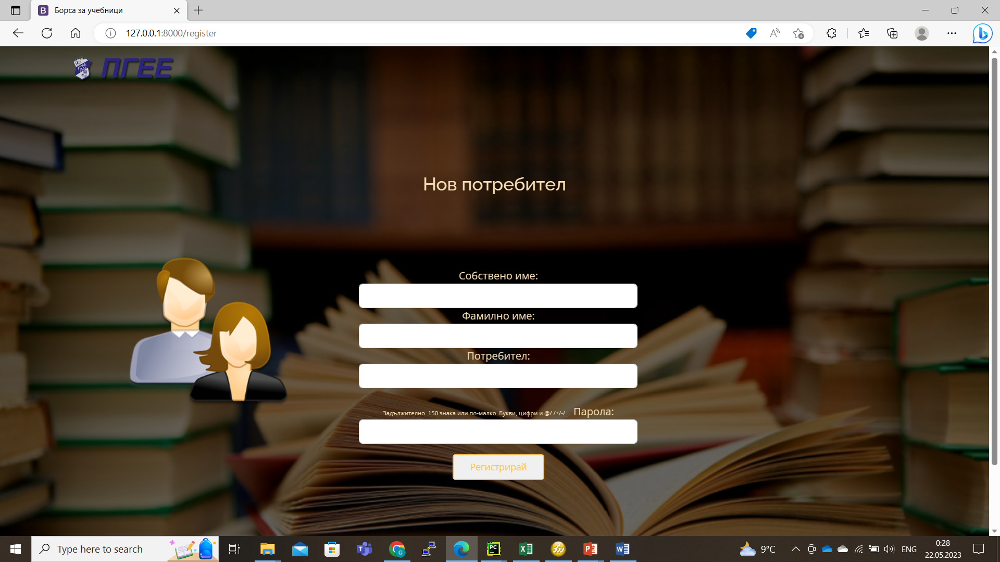 Борса за учебници
127.0.0.1:8000/register
ПГЕЕ
Нов потребител
Собствено име:
Фамилно име:
Потребител:
Задължително. 150 знака или по-малко. Букви, цифри и @/./+/-/_ . Парола:
Регистрирай
Type here to search
9°C
ENG
0:28
22.05.2023